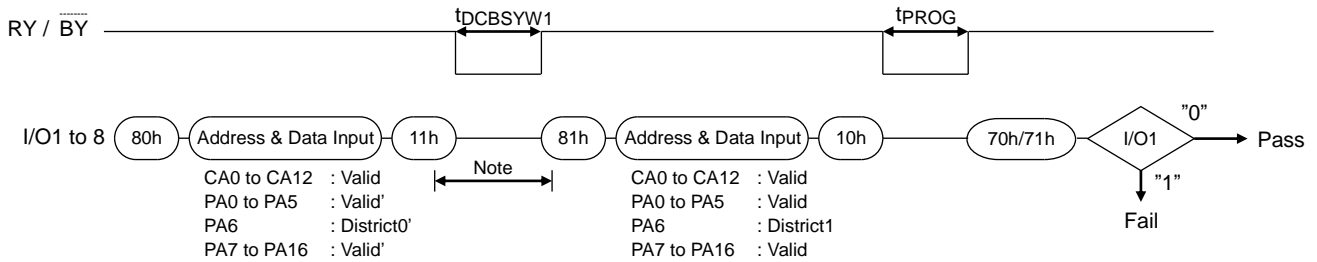 tDCBSYW1 tPROG
RY / BY
"0"
I/O1 to 8 80h Address & Data Input 11h 81h Address & Data Input 10h 70h/71h I/O1 Pass
Note
"1"
CA0 to CA12 : Valid CA0 to CA12 : Valid
PA0 to PA5 : Valid' PA0 to PA5 : Valid
PA6 : District0' PA6 : District1
PA7 to PA16 : Valid' PA7 to PA16 : Valid
Fail